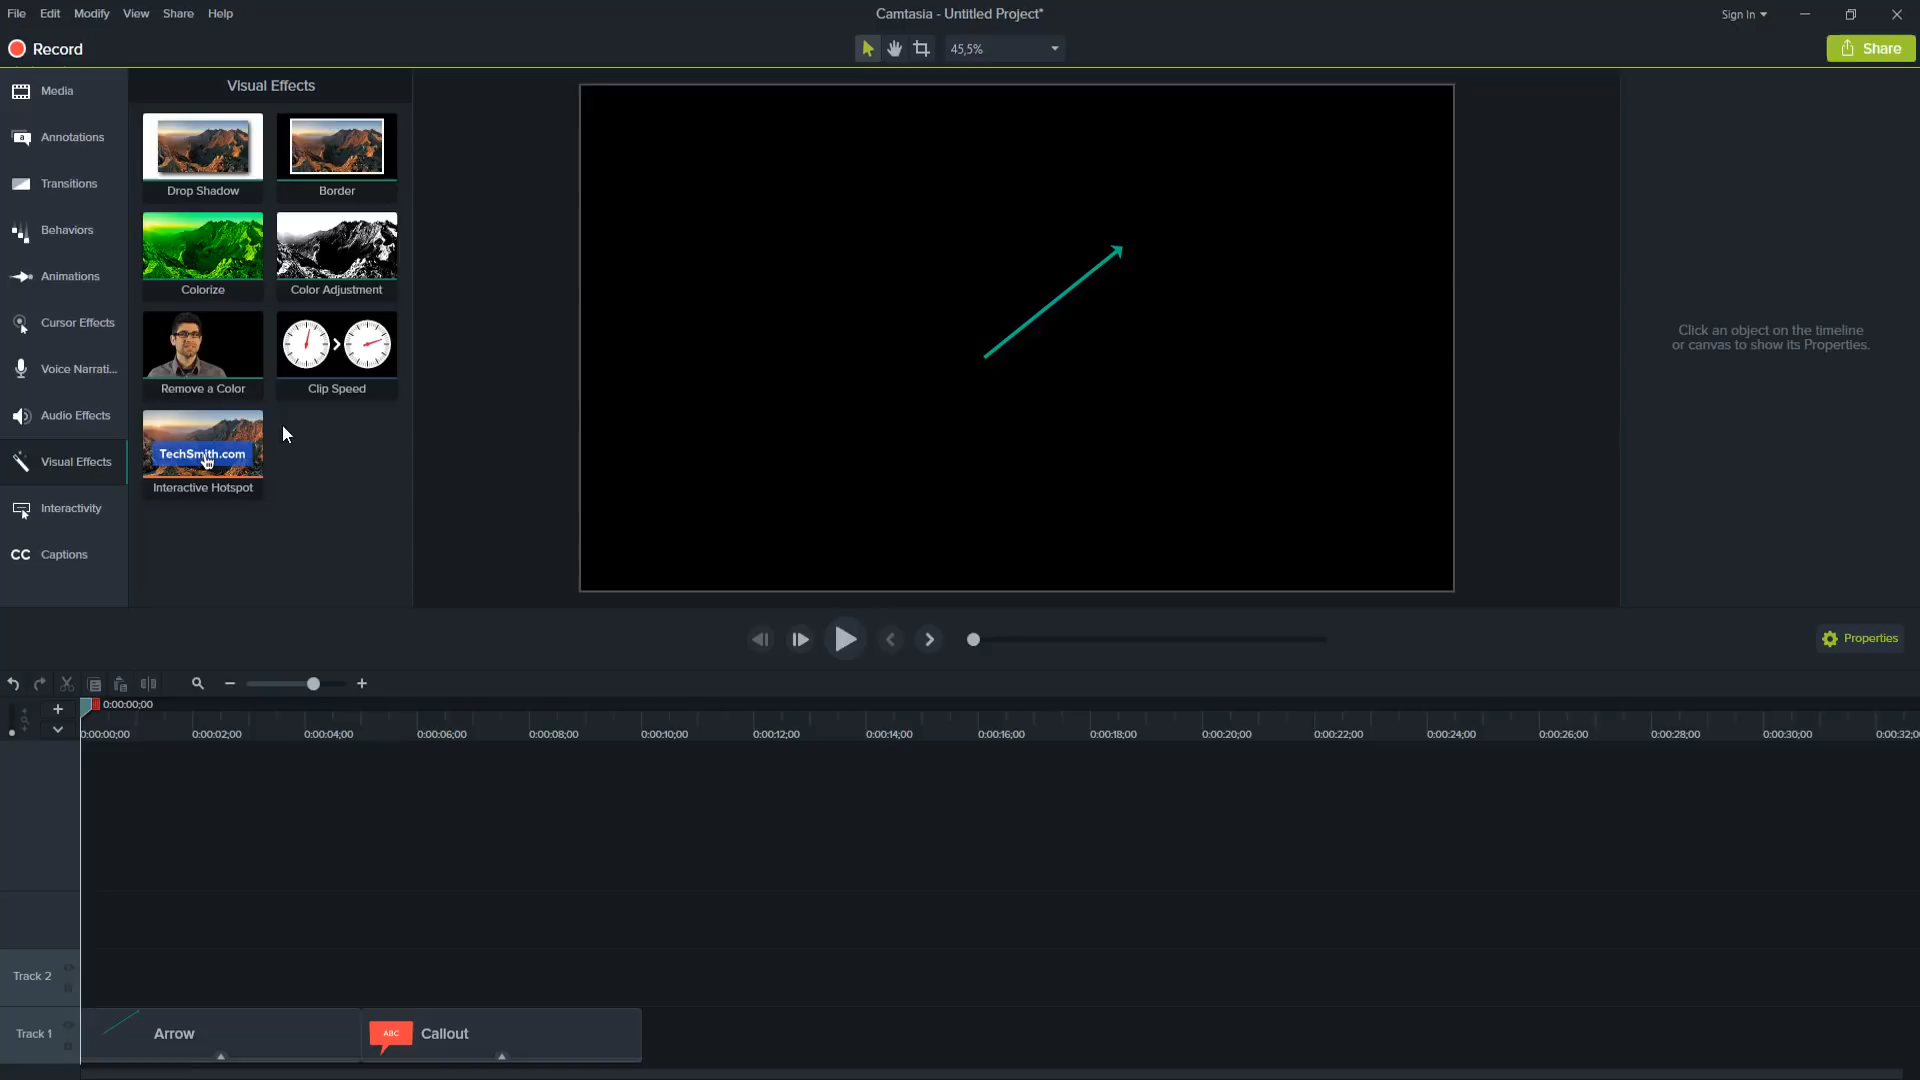 File Edit Modify View Share Help
Camtasia - Untitled Project*
Sign In
Record
45,5%
Share
Media
Annotations
Transitions
Behaviors
Animations
Cursor Effects
Voice Narrati...
Audio Effects
Visual Effects
Interactivity
CC Captions
Visual Effects
Drop Shadow
Border
Colorize
Color Adjustment
Remove a Color
Clip Speed
TechSmith.com
Interactive Hotspot
Click an object on the timeline
or canvas to show its Properties.
Properties
0:00:00;00
0:00:00;00 0:00:02;00 0:00:04;00 0:00:06;00 0:00:08;00 0:00:10;00 0:00:12;00 0:00:14;00 0:00:16;00 0:00:18;00 0:00:20;00 0:00:22;00 0:00:24;00 0:00:26;00 0:00:28;00 0:00:30;00 0:00:32;0
Track 2
Track 1
Arrow
ABC
Callout